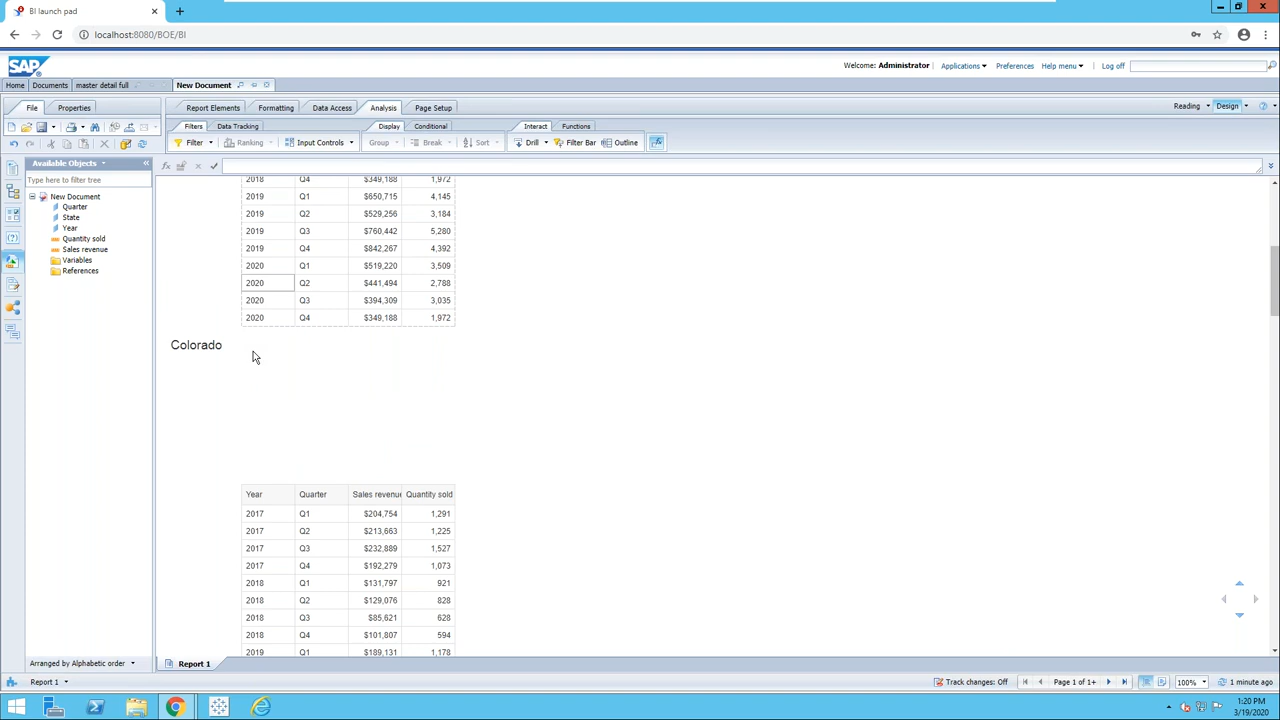 BI launch pad
localhost:8080/BOE/BI
SAP
Welcome: Administrator Applications Preferences Help menu Log off
Home Documents master detail full New Document
File Properties Report Elements Formatting Data Access Analysis Page Setup Reading Design
Filters Data Tracking Display Conditional Interact Functions
Filter Ranking Input Controls Group Break Sort Drill Filter Bar Outline
Available Objects
Type here to filter tree
New Document
Quarter
State
Year
Quantity sold
Sales revenue
Variables
References
Arranged by Alphabetic order
2018 Q4 $349,188 1,972
2019 Q1 $650,715 4,145
2019 Q2 $529,256 3,184
2019 Q3 $760,442 5,280
2019 Q4 $842,267 4,392
2020 Q1 $519,220 3,509
2020 Q2 $441,494 2,788
2020 Q3 $394,309 3,035
2020 Q4 $349,188 1,972
Colorado
Year Quarter Sales revenue Quantity sold
2017 Q1 $204,754 1,291
2017 Q2 $213,663 1,225
2017 Q3 $232,889 1,527
2017 Q4 $192,279 1,073
2018 Q1 $131,797 921
2018 Q2 $129,076 828
2018 Q3 $85,621 628
2018 Q4 $101,807 594
2019 Q1 $189,131 1,178
Report 1
Report 1 Track changes: Off Page 1 of 1+ 100% 1 minute ago
1:20 PM
3/19/2020